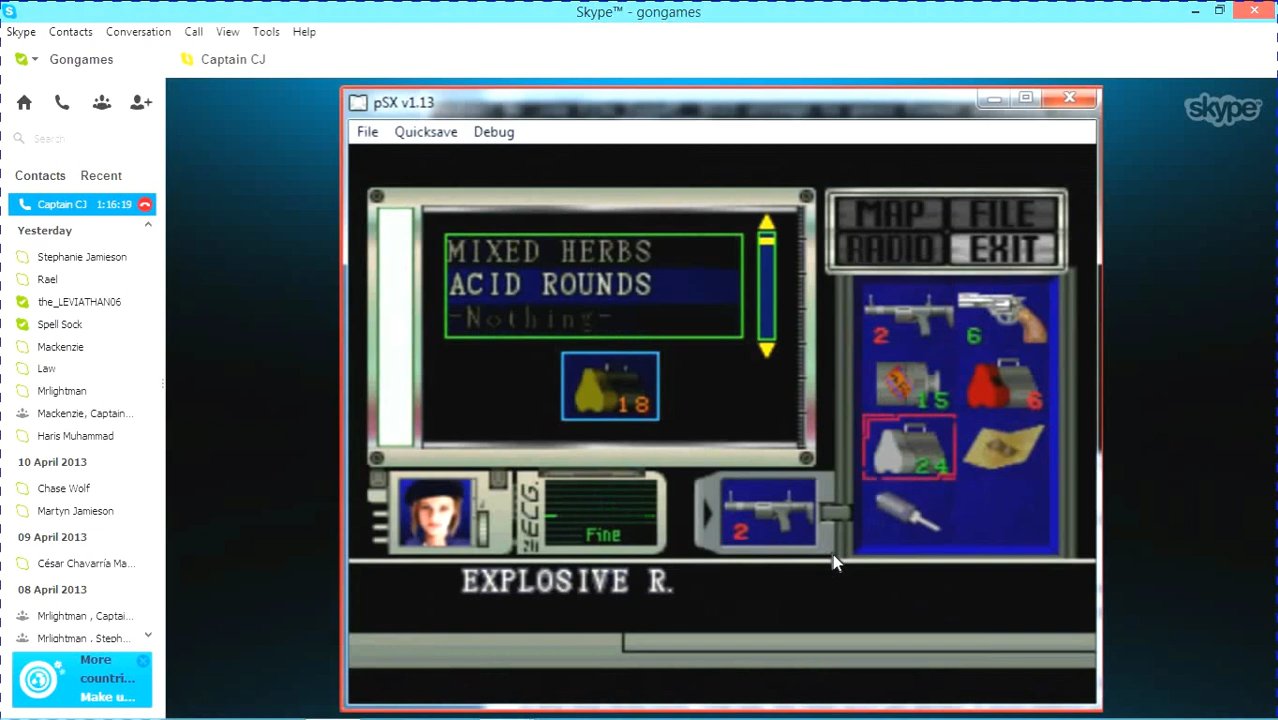 Skype™ - gongames
Skype Contacts Conversation Call View Tools Help
Gongames
Captain CJ
skype
Search
Contacts Recent
Captain CJ 1:16:19
Yesterday
Stephanie Jamieson
Rael
the_LEVIATHAN06
Spell Sock
Mackenzie
Law
Mrlightman
Mackenzie, Captain...
Haris Muhammad
10 April 2013
Chase Wolf
Martyn Jamieson
09 April 2013
César Chavarría Ma...
08 April 2013
Mrlightman , Captai...
Mrlightman , Steph...
More
countri...
Make u...
pSX v1.13
File Quicksave Debug
MIXED HERBS
ACID ROUNDS
-Nothing-
18
MAP FILE
RADIO EXIT
2 6
15 6
24
ECG.
Fine
2
EXPLOSIVE R.